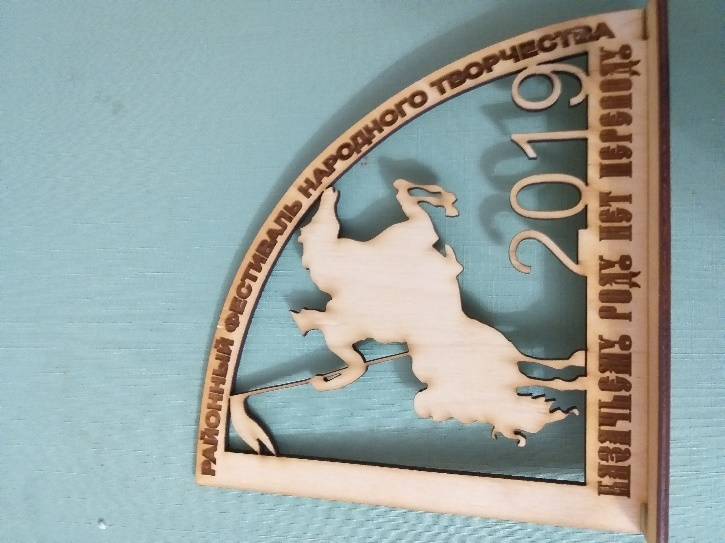 РАЙОННЫЙ ФЕСТИВАЛЬ НАРОДНОГО ТВОРЧЕСТВА
2019
КАЗАЧЬЕМУ РОДУ НЕТ ПЕРЕВОДУ